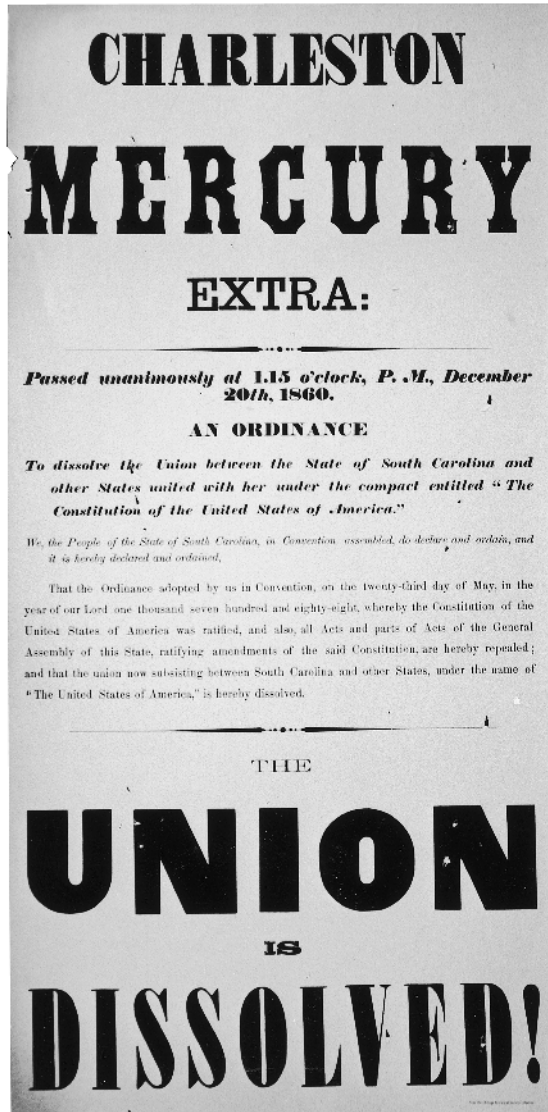 CHARLESTON
MERCURY
EXTRA:
Passed unanimously at 1.15 o'clock, P. M., December
20th, 1860.
AN ORDINANCE
To dissolve the Union between the State of South Carolina and
other States united with her under the compact entitled “The
Constitution of the United States of America.”
We, the People of the State of South Carolina, in Convention assembled, do declare and ordain, and
it is hereby declared and ordained,
That the Ordinance adopted by us in Convention, on the twenty-third day of May, in the
year of our Lord one thousand seven hundred and eighty-eight, whereby the Constitution of the
United States of America was ratified, and also, all Acts and parts of Acts of the General
Assembly of this State, ratifying amendments of the said Constitution, are hereby repealed;
and that the union now subsisting between South Carolina and other States, under the name of
“The United States of America,” is hereby dissolved.
THE
UNION
IS
DISSOLVED!